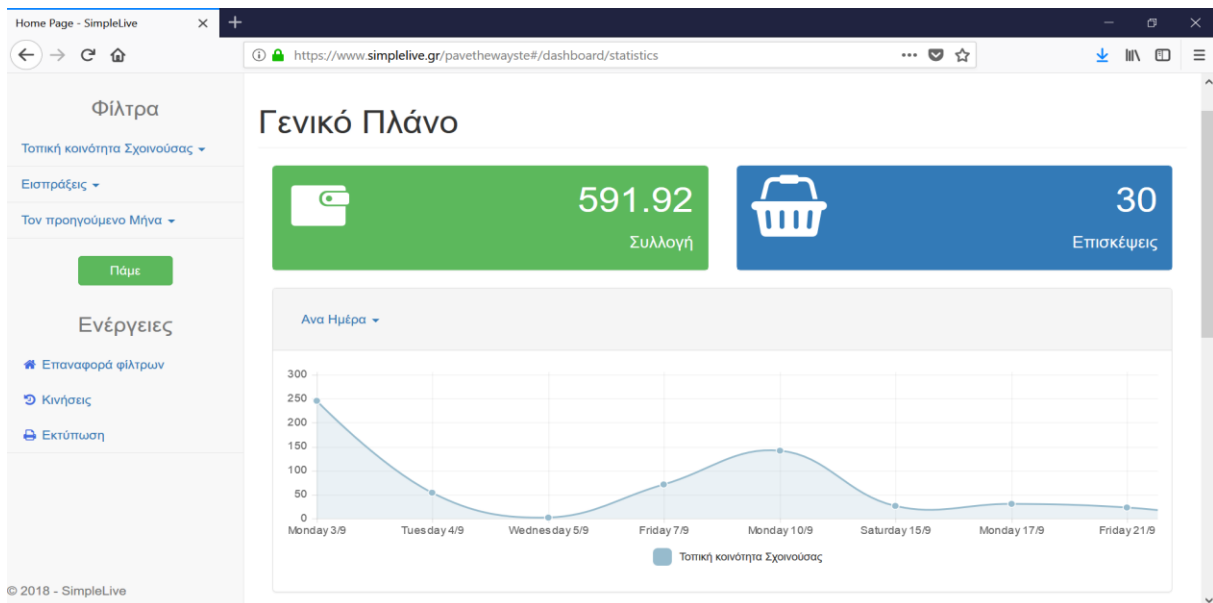 Home Page - SimpleLive
https://www.simplelive.gr/pavethewayste#/dashboard/statistics
Φίλτρα
Τοπική κοινότητα Σχοινούσας
Εισπράξεις
Τον προηγούμενο Μήνα
Πάμε
Ενέργειες
Επαναφορά φίλτρων
Κινήσεις
Εκτύπωση
© 2018 - SimpleLive
Γενικό Πλάνο
591.92
Συλλογή
30
Επισκέψεις
Ανα Ημέρα
300
250
200
150
100
50
0
Monday 3/9 Tuesday 4/9 Wednesday 5/9 Friday 7/9 Monday 10/9 Saturday 15/9 Monday 17/9 Friday 21/9
Τοπική κοινότητα Σχοινούσας